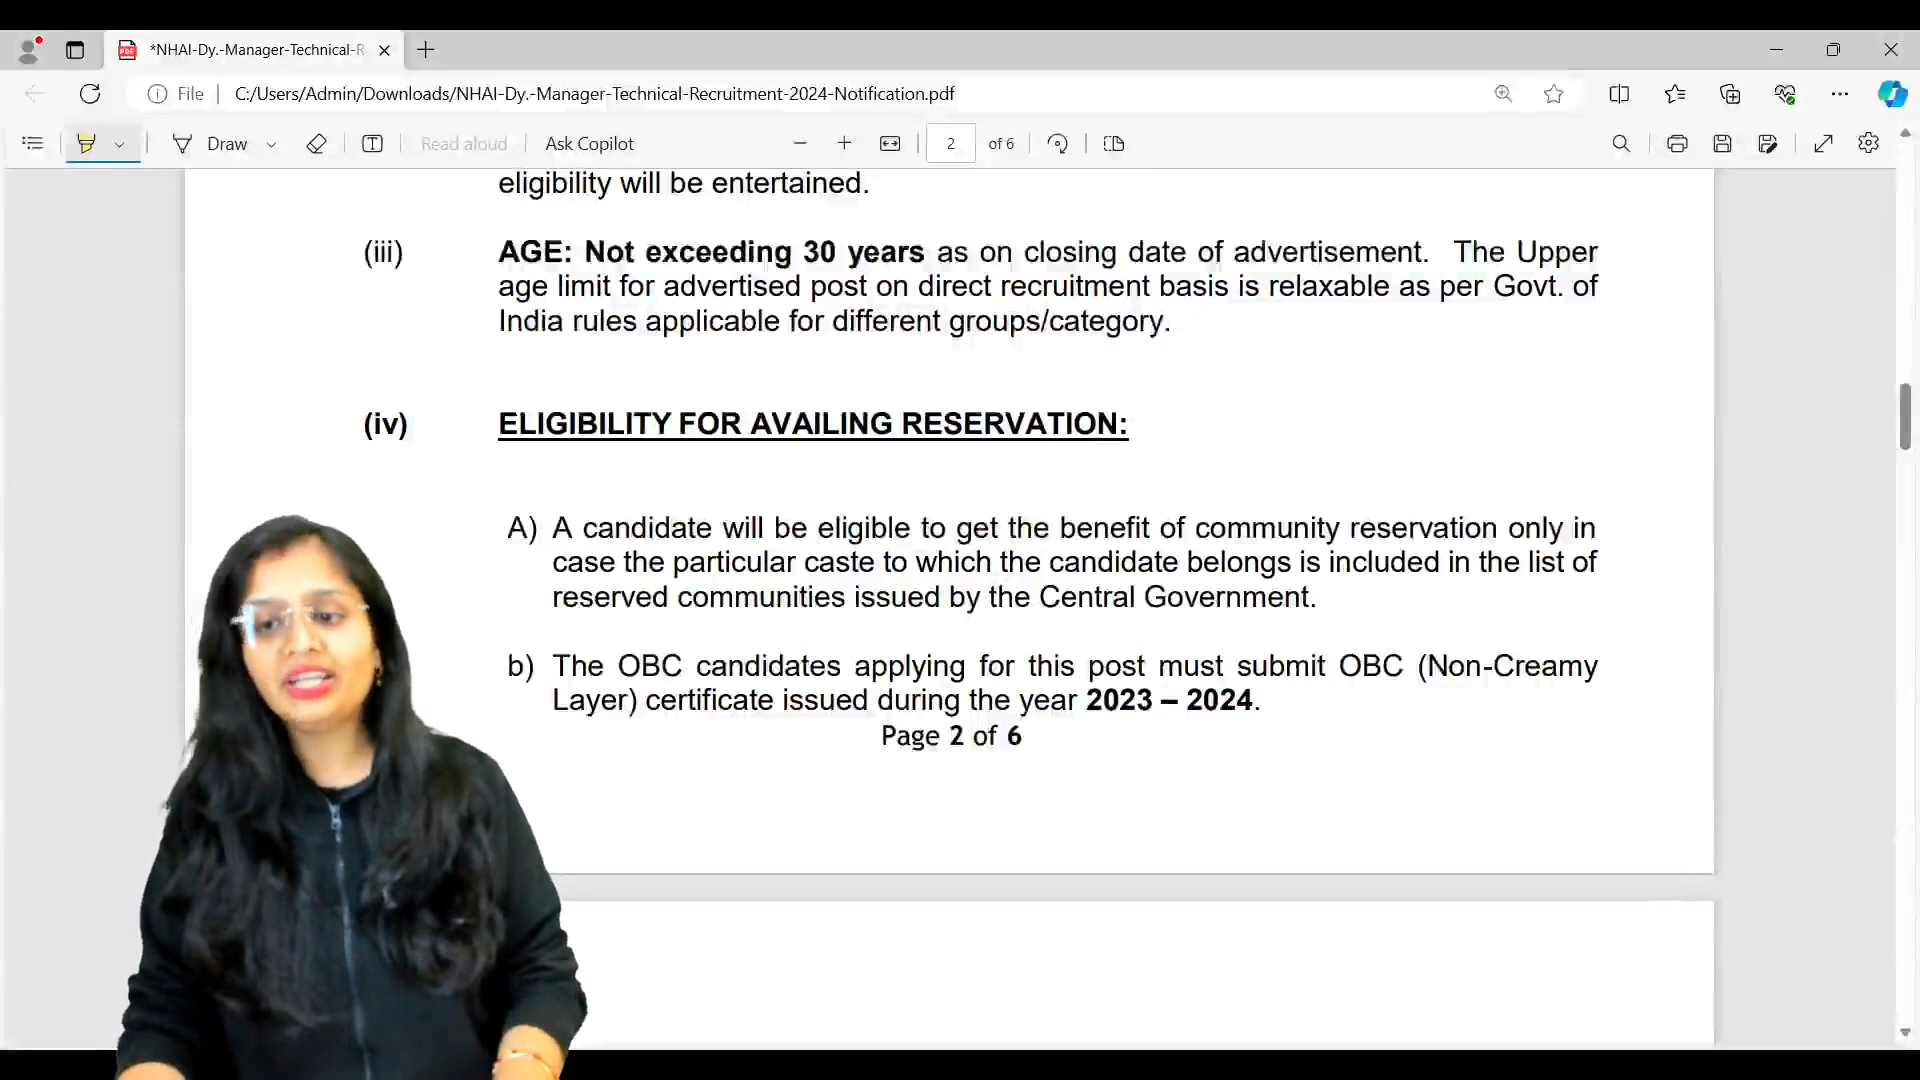 *NHAI-Dy.-Manager-Technical-R
File
C:/Users/Admin/Downloads/NHAI-Dy.-Manager-Technical-Recruitment-2024-Notification.pdf
Draw
Read aloud
Ask Copilot
2
of 6
eligibility will be entertained.
(iii) AGE: Not exceeding 30 years as on closing date of advertisement. The Upper
age limit for advertised post on direct recruitment basis is relaxable as per Govt. of
India rules applicable for different groups/category.
(iv) ELIGIBILITY FOR AVAILING RESERVATION:
A) A candidate will be eligible to get the benefit of community reservation only in
case the particular caste to which the candidate belongs is included in the list of
reserved communities issued by the Central Government.
b) The OBC candidates applying for this post must submit OBC (Non-Creamy
Layer) certificate issued during the year 2023 – 2024.
Page 2 of 6